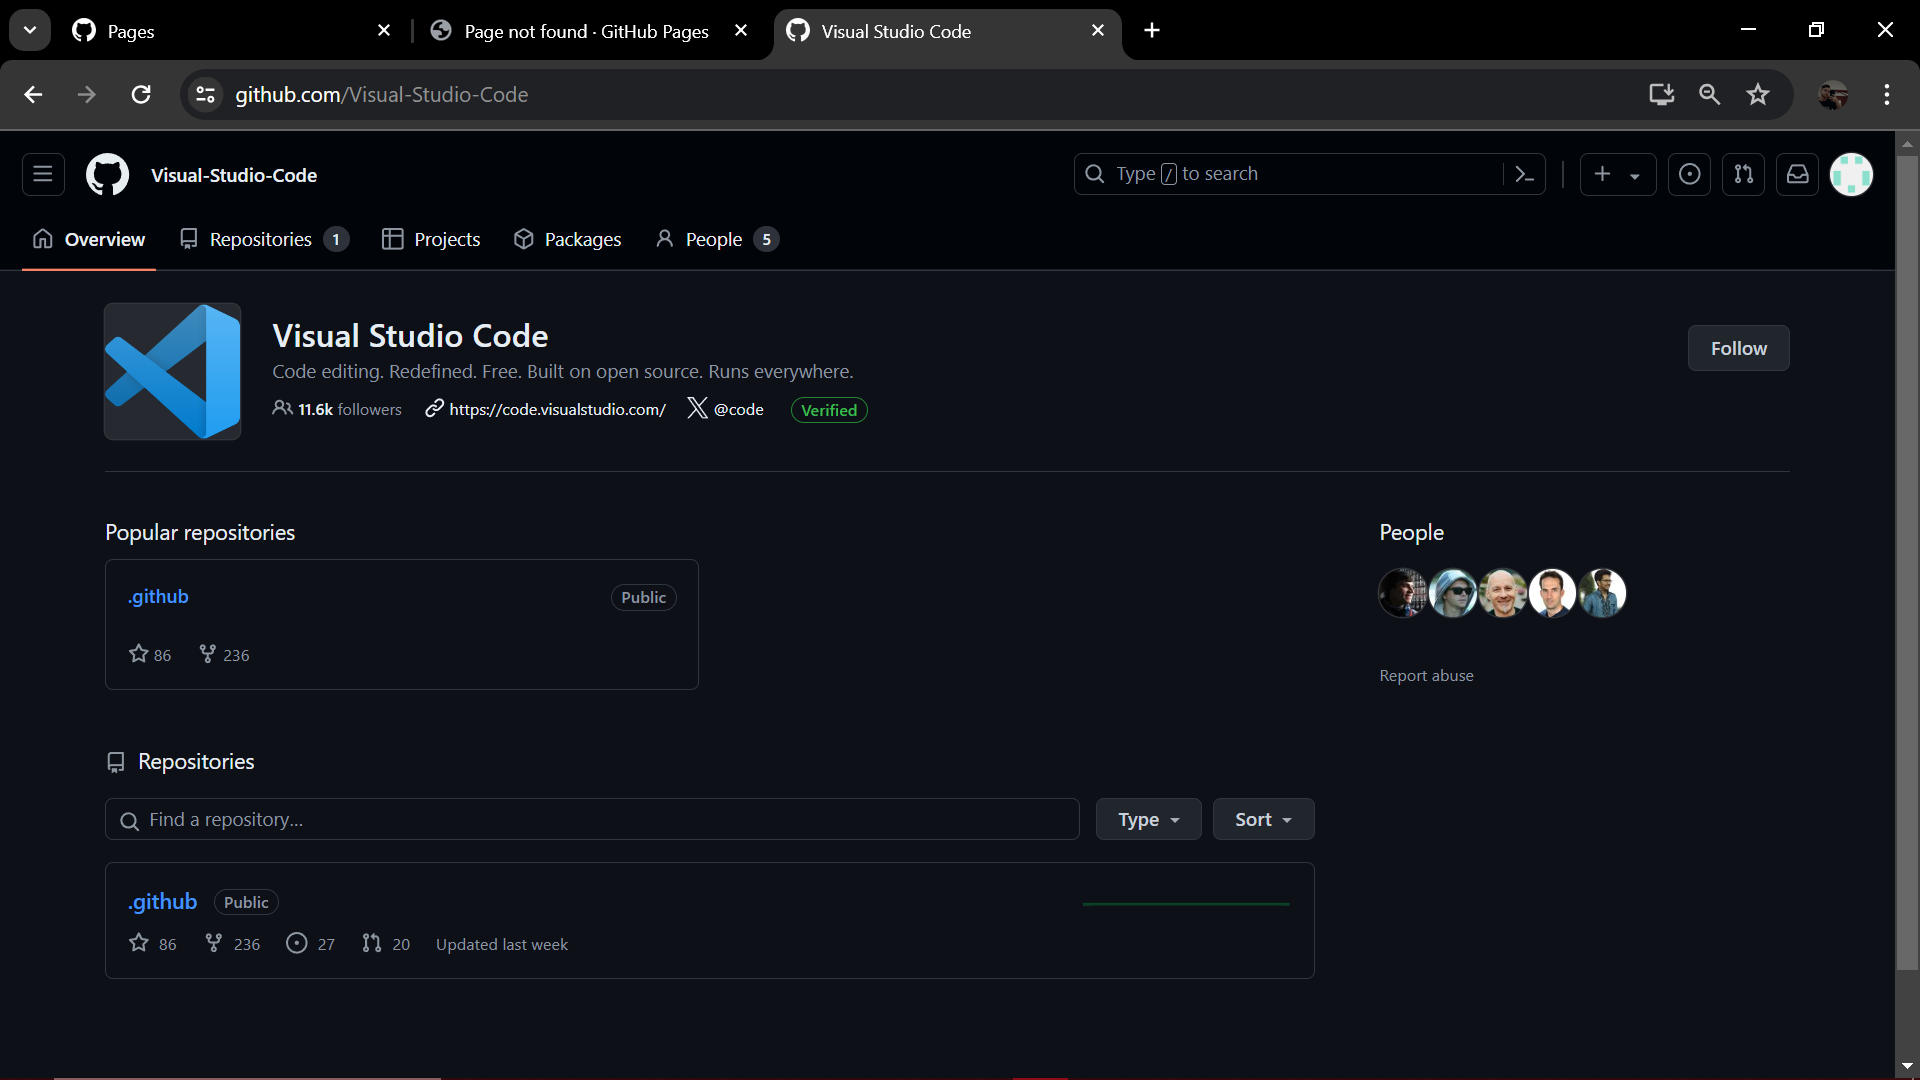 Pages
Page not found · GitHub Pages
Visual Studio Code
github.com/Visual-Studio-Code
Visual-Studio-Code
Type / to search
Overview
Repositories 1
Projects
Packages
People 5
Visual Studio Code
Code editing. Redefined. Free. Built on open source. Runs everywhere.
11.6k followers
https://code.visualstudio.com/
@code
Verified
Follow
Popular repositories
.github
Public
86
236
People
Report abuse
Repositories
Find a repository...
Type
Sort
.github
Public
86
236
27
20
Updated last week